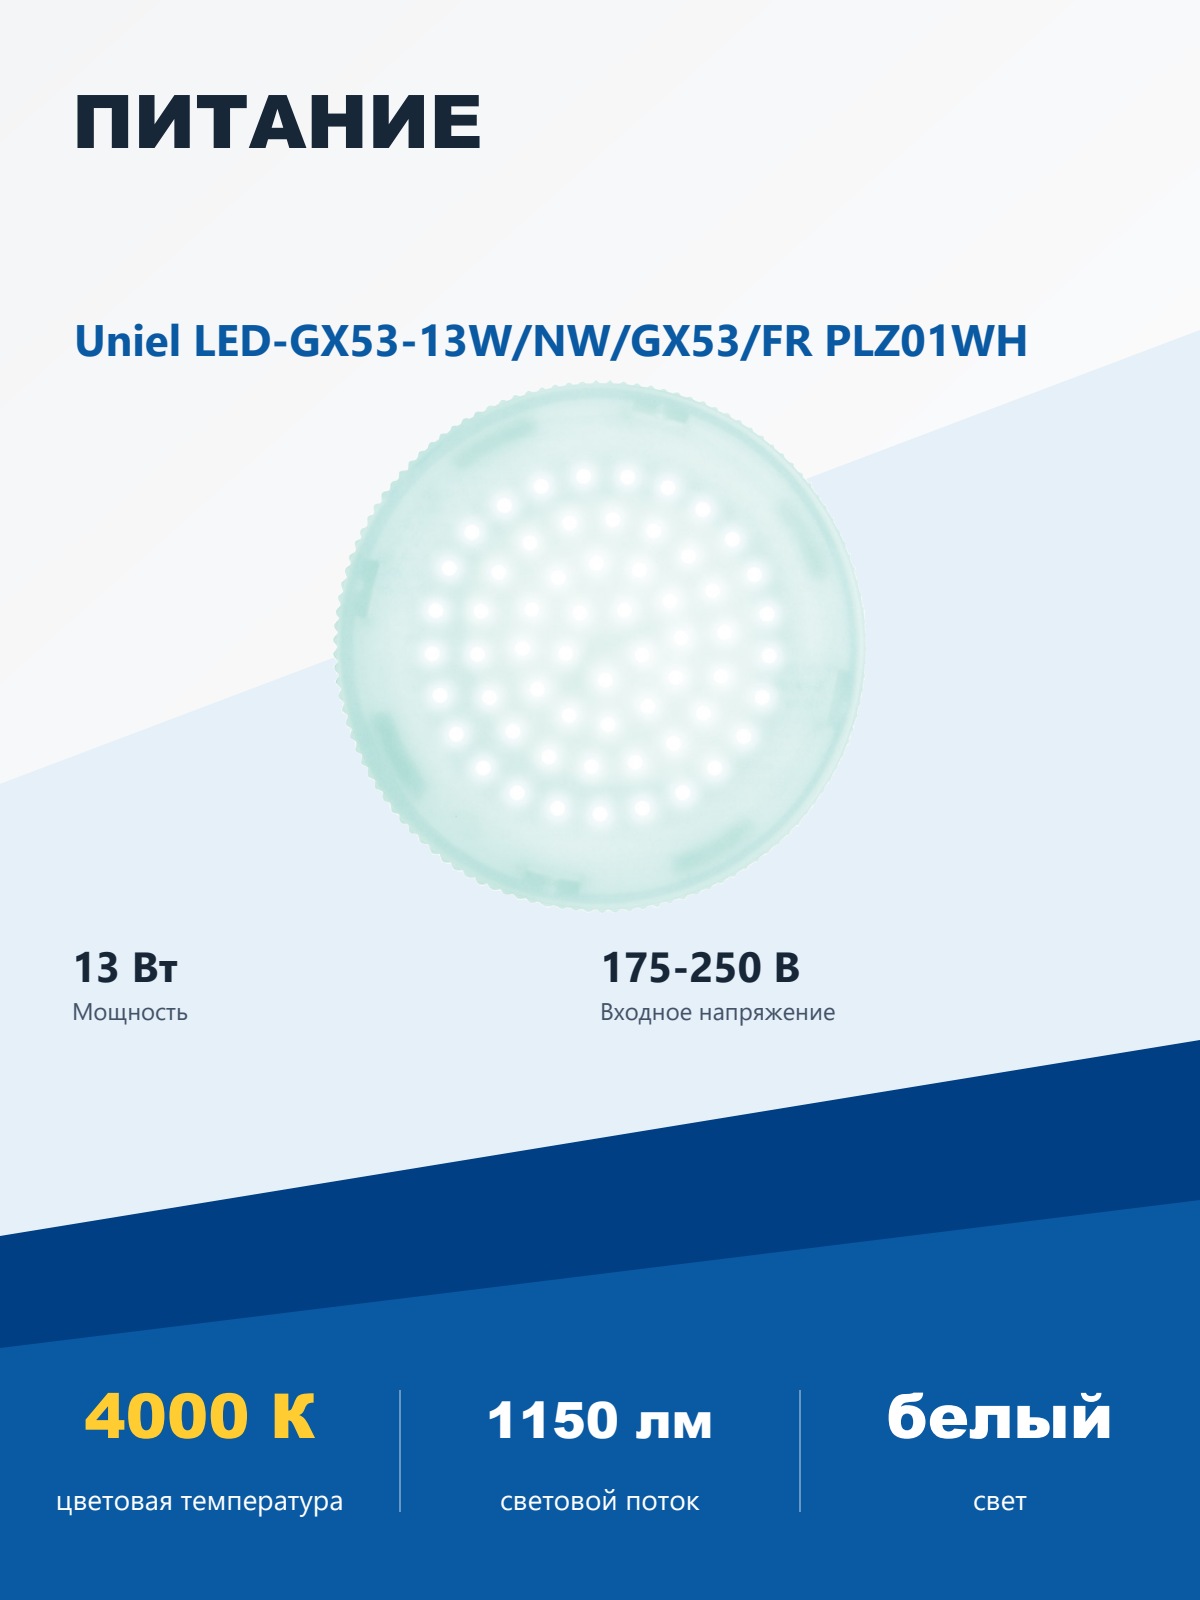 ПИТАНИЕ
Uniel LED-GX53-13W/NW/GX53/FR PLZ01WH
13 Вт
175-250 В
Мощность
Входное напряжение
4000 К
1150 лм
белый
цветовая температура
световой поток
свет